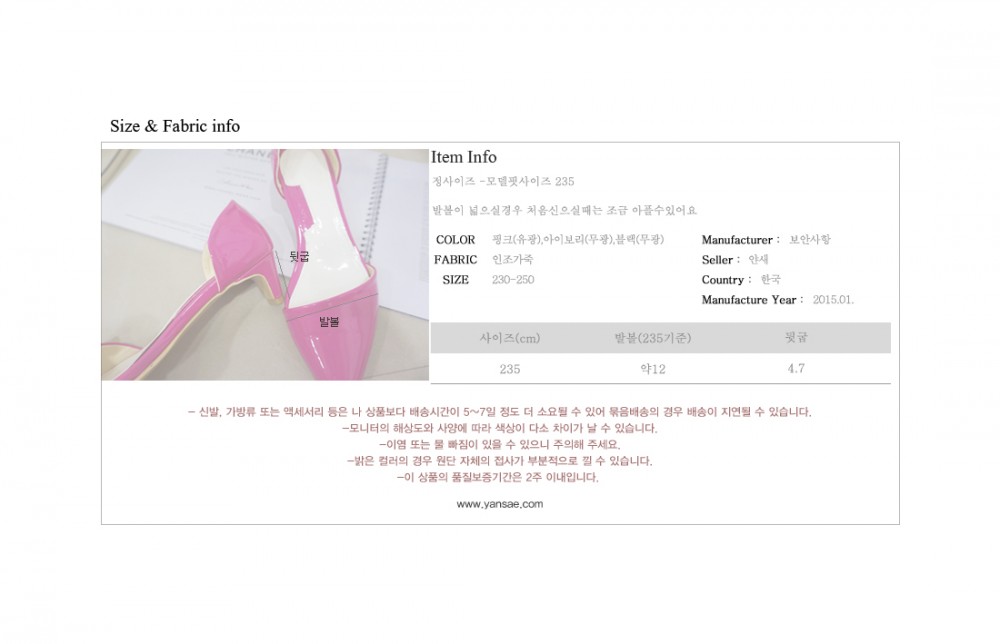 Size & Fabric info
Item Info
정사이즈 -모델핏사이즈 235
발볼이 넓으실경우 처음신으실때는 조금 아플수있어요
COLOR 핑크(유광),아이보리(무광),블랙(무광)
FABRIC 인조가죽
SIZE 230-250
Manufacturer : 보안사항
Seller : 얀새
Country : 한국
Manufacture Year : 2015.01.
뒷굽
발볼
사이즈(cm) 발볼(235기준) 뒷굽
235 약12 4.7
- 신발, 가방류 또는 액세서리 등은 나 상품보다 배송시간이 5~7일 정도 더 소요될 수 있어 묶음배송의 경우 배송이 지연될 수 있습니다.
-모니터의 해상도와 사양에 따라 색상이 다소 차이가 날 수 있습니다.
-이염 또는 물 빠짐이 있을 수 있으니 주의해 주세요.
-밝은 컬러의 경우 원단 자체의 접사가 부분적으로 낄 수 있습니다.
-이 상품의 품질보증기간은 2주 이내입니다.
www.yansae.com